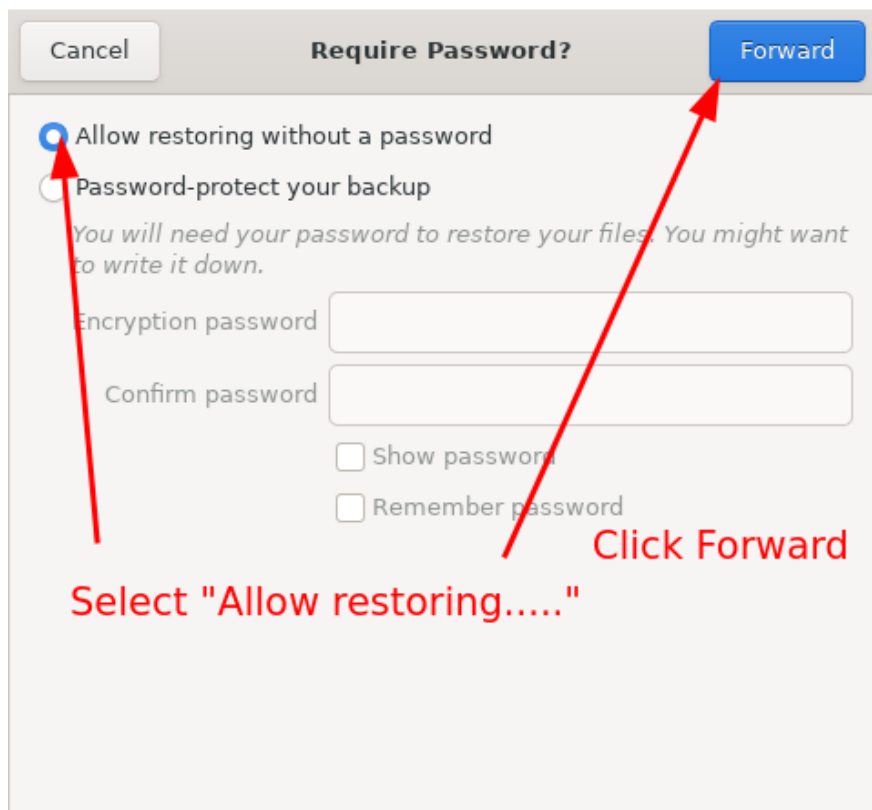 Cancel
Require Password?
Forward
Allow restoring without a password
Password-protect your backup
You will need your password to restore your files. You might want
to write it down.
Encryption password
Confirm password
Show password
Remember password
Click Forward
Select "Allow restoring....."